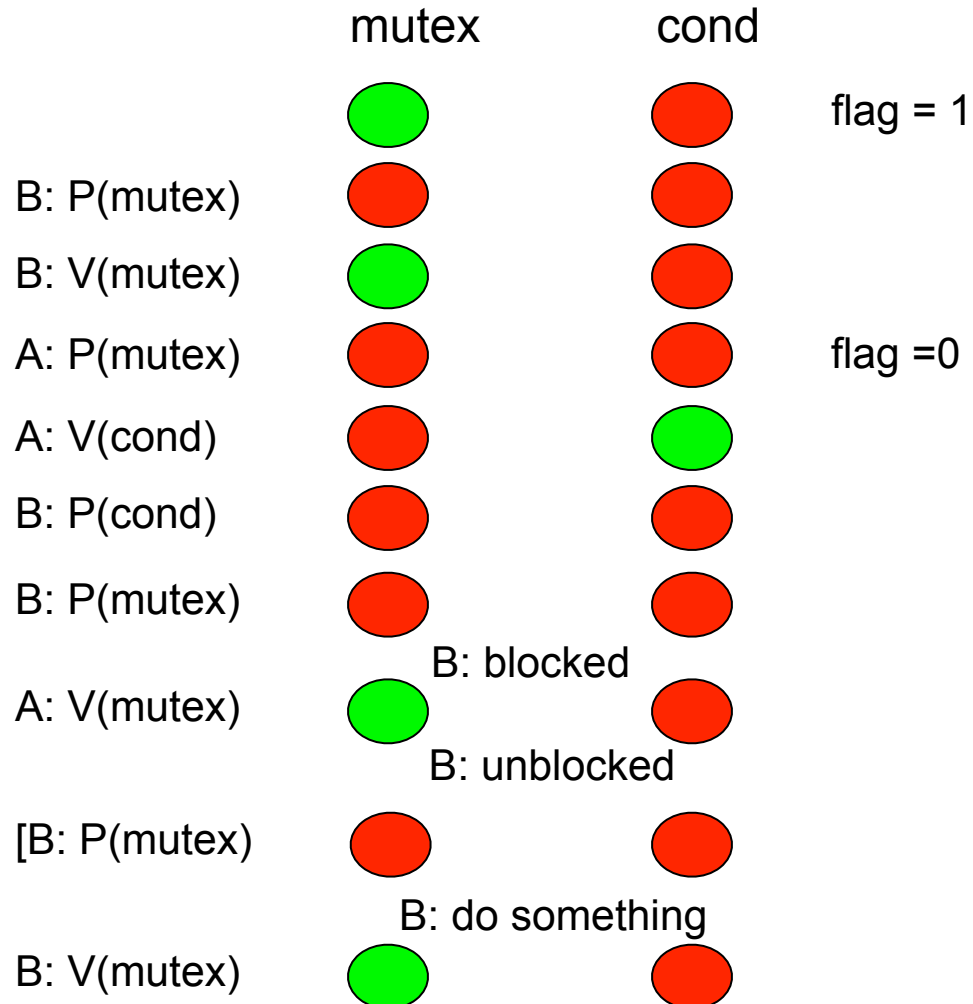 mutex cond
flag = 1
B: P(mutex)
B: V(mutex)
A: P(mutex) flag =0
A: V(cond)
B: P(cond)
B: P(mutex)
B: blocked
A: V(mutex)
B: unblocked
[B: P(mutex)
B: do something
B: V(mutex)